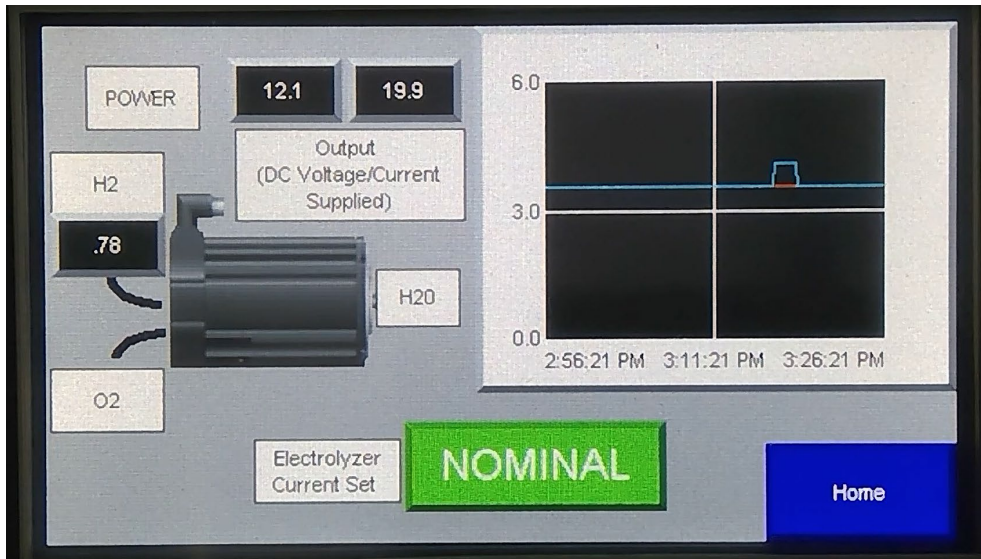 POWER
12.1
19.9
Output
(DC Voltage/Current
Supplied)
H2
.78
H20
O2
6.0
3.0
0.0
2:56:21 PM
3:11:21 PM
3:26:21 PM
Electrolyzer
Current Set
NOMINAL
Home